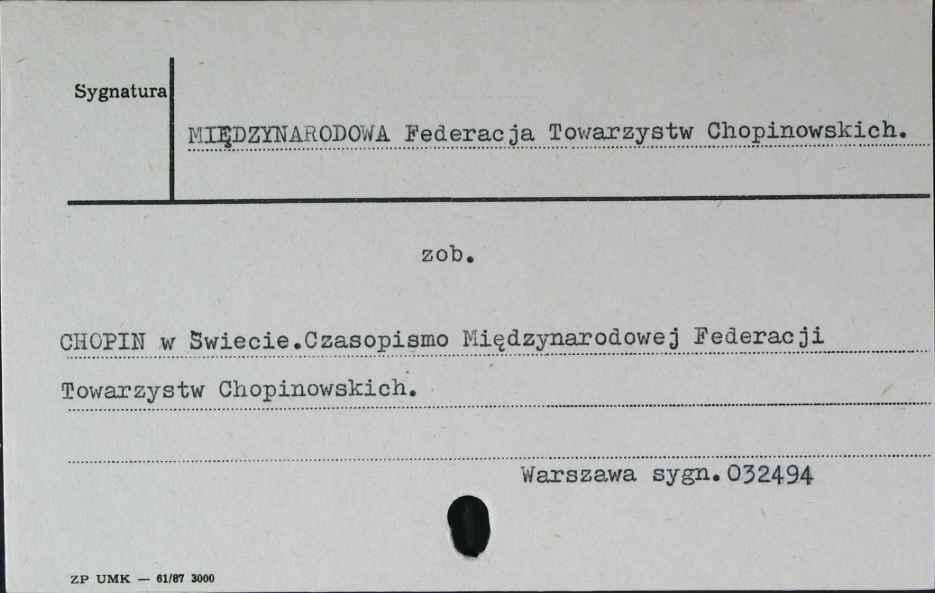 Sygnatura
MIĘDZYNARODOWA Federacja Towarzystw Chopinowskich.
zob.
CHOPIN w Świecie.Czasopismo Międzynarodowej Federacji
Towarzystw Chopinowskich.
Warszawa sygn.032494
ZP UMK — 61/87 3000